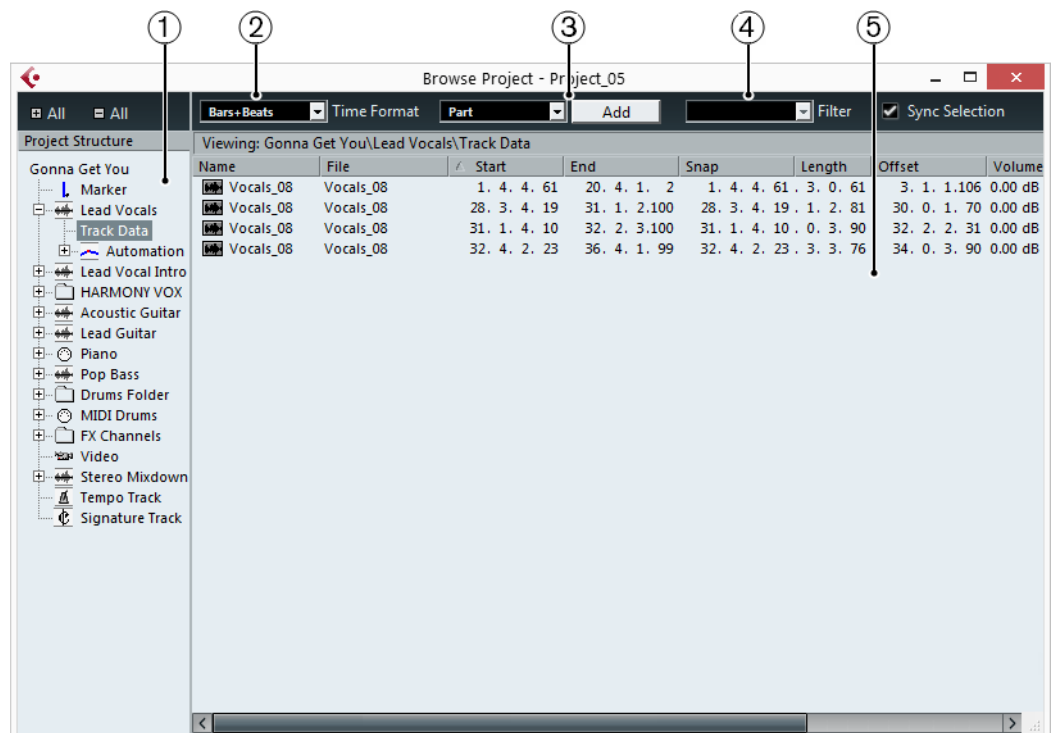 1 2 3 4 5
Browse Project - Project_05
All All Bars+Beats Time Format Part Add Filter Sync Selection
Project Structure
Viewing: Gonna Get You\Lead Vocals\Track Data
Name File Start End Snap Length Offset Volume
Vocals_08 Vocals_08 1. 4. 4. 61 20. 4. 1. 2 1. 4. 4. 61 . 3. 0. 61 3. 1. 1.106 0.00 dB
Vocals_08 Vocals_08 28. 3. 4. 19 31. 1. 2.100 28. 3. 4. 19 . 1. 2. 81 30. 0. 1. 70 0.00 dB
Vocals_08 Vocals_08 31. 1. 4. 10 32. 2. 3.100 31. 1. 4. 10 . 0. 3. 90 32. 2. 2. 31 0.00 dB
Vocals_08 Vocals_08 32. 4. 2. 23 36. 4. 1. 99 32. 4. 2. 23 . 3. 3. 76 34. 0. 3. 90 0.00 dB
Gonna Get You
Marker
Lead Vocals
Track Data
Automation
Lead Vocal Intro
HARMONY VOX
Acoustic Guitar
Lead Guitar
Piano
Pop Bass
Drums Folder
MIDI Drums
FX Channels
Video
Stereo Mixdown
Tempo Track
Signature Track